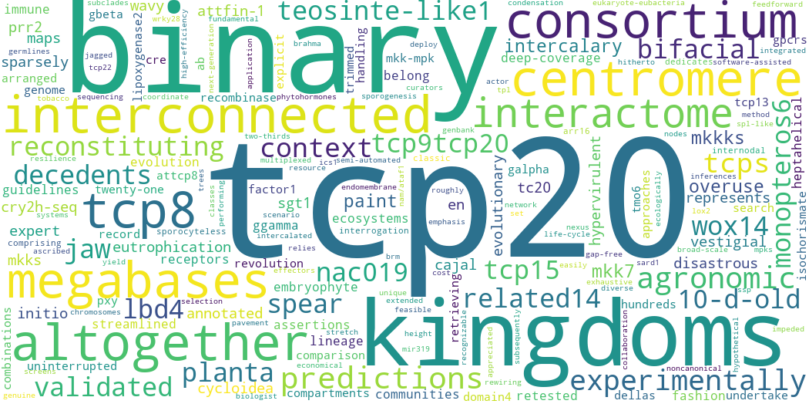 immune subclades gbeta wavy attfin-1 teosinte-like1 condensation eukaryote-eubacteria feedforward
wrky28 binary consortium
fundamental prr2 maps intercalary bifacial gpcrs
sparsely jagged tcp22 germlines brahma high-efficiency lipoxygenase2 cre ab explicit trimmed handling deep-coverage integrated
arranged genome next-generation application mkk-mpk belong hitherto software-assisted
tobacco sequencing coordinate recombinase phytohormones deploy curators actor tpl dedicates centromere
interconnected sporogenesis interactome tcp13 method spl-like
two-thirds genbank arr16 nodes monopteros6 heptahelical
reconstituting multiplexed semi-automated context tcp9tcp20 mkkks
resilience evolution ics1 resource classic internodal tcps
decedents attcp8 trees factor1 mam/ataf1 galpha inferences isochorismate
guidelines twenty-one classes performing endomembrane roughly evolutionary network hypervirulent tmo6 approaches ecologically overuse
cry2h-seq systems tcp8 sgt1 paint en tc20 represents search
expert record sporocyteless scenario ecosystems emphasis tcp20 wox14
comprising jaw ggamma interrogation set nexus lox2 vestigial
ascribed eutrophication intercalated relies brm cajal life-cycle broad-scale mpks
mkks yield receptors revolution nac019 tcp15 gap-free sard1 easily disastrous
megabases effectors cost retrieving mkk7 exhaustive agronomic
pxy selection embryophyte unique recognizable diverse ssp
initio chromosomes lbd4 spear extended related14 hundreds 10-d-old
combinations streamlined annotated feasible collaboration noncanonical
pavement assertions height appreciated subsequently hypothetical impeded
altogether lineage stretch mir319 kingdoms
uninterrupted comparison economical rewiring
screens planta predictions experimentally
validated cycloidea compartments
genuine biologist communities domain4 retested dellas fashion undertake